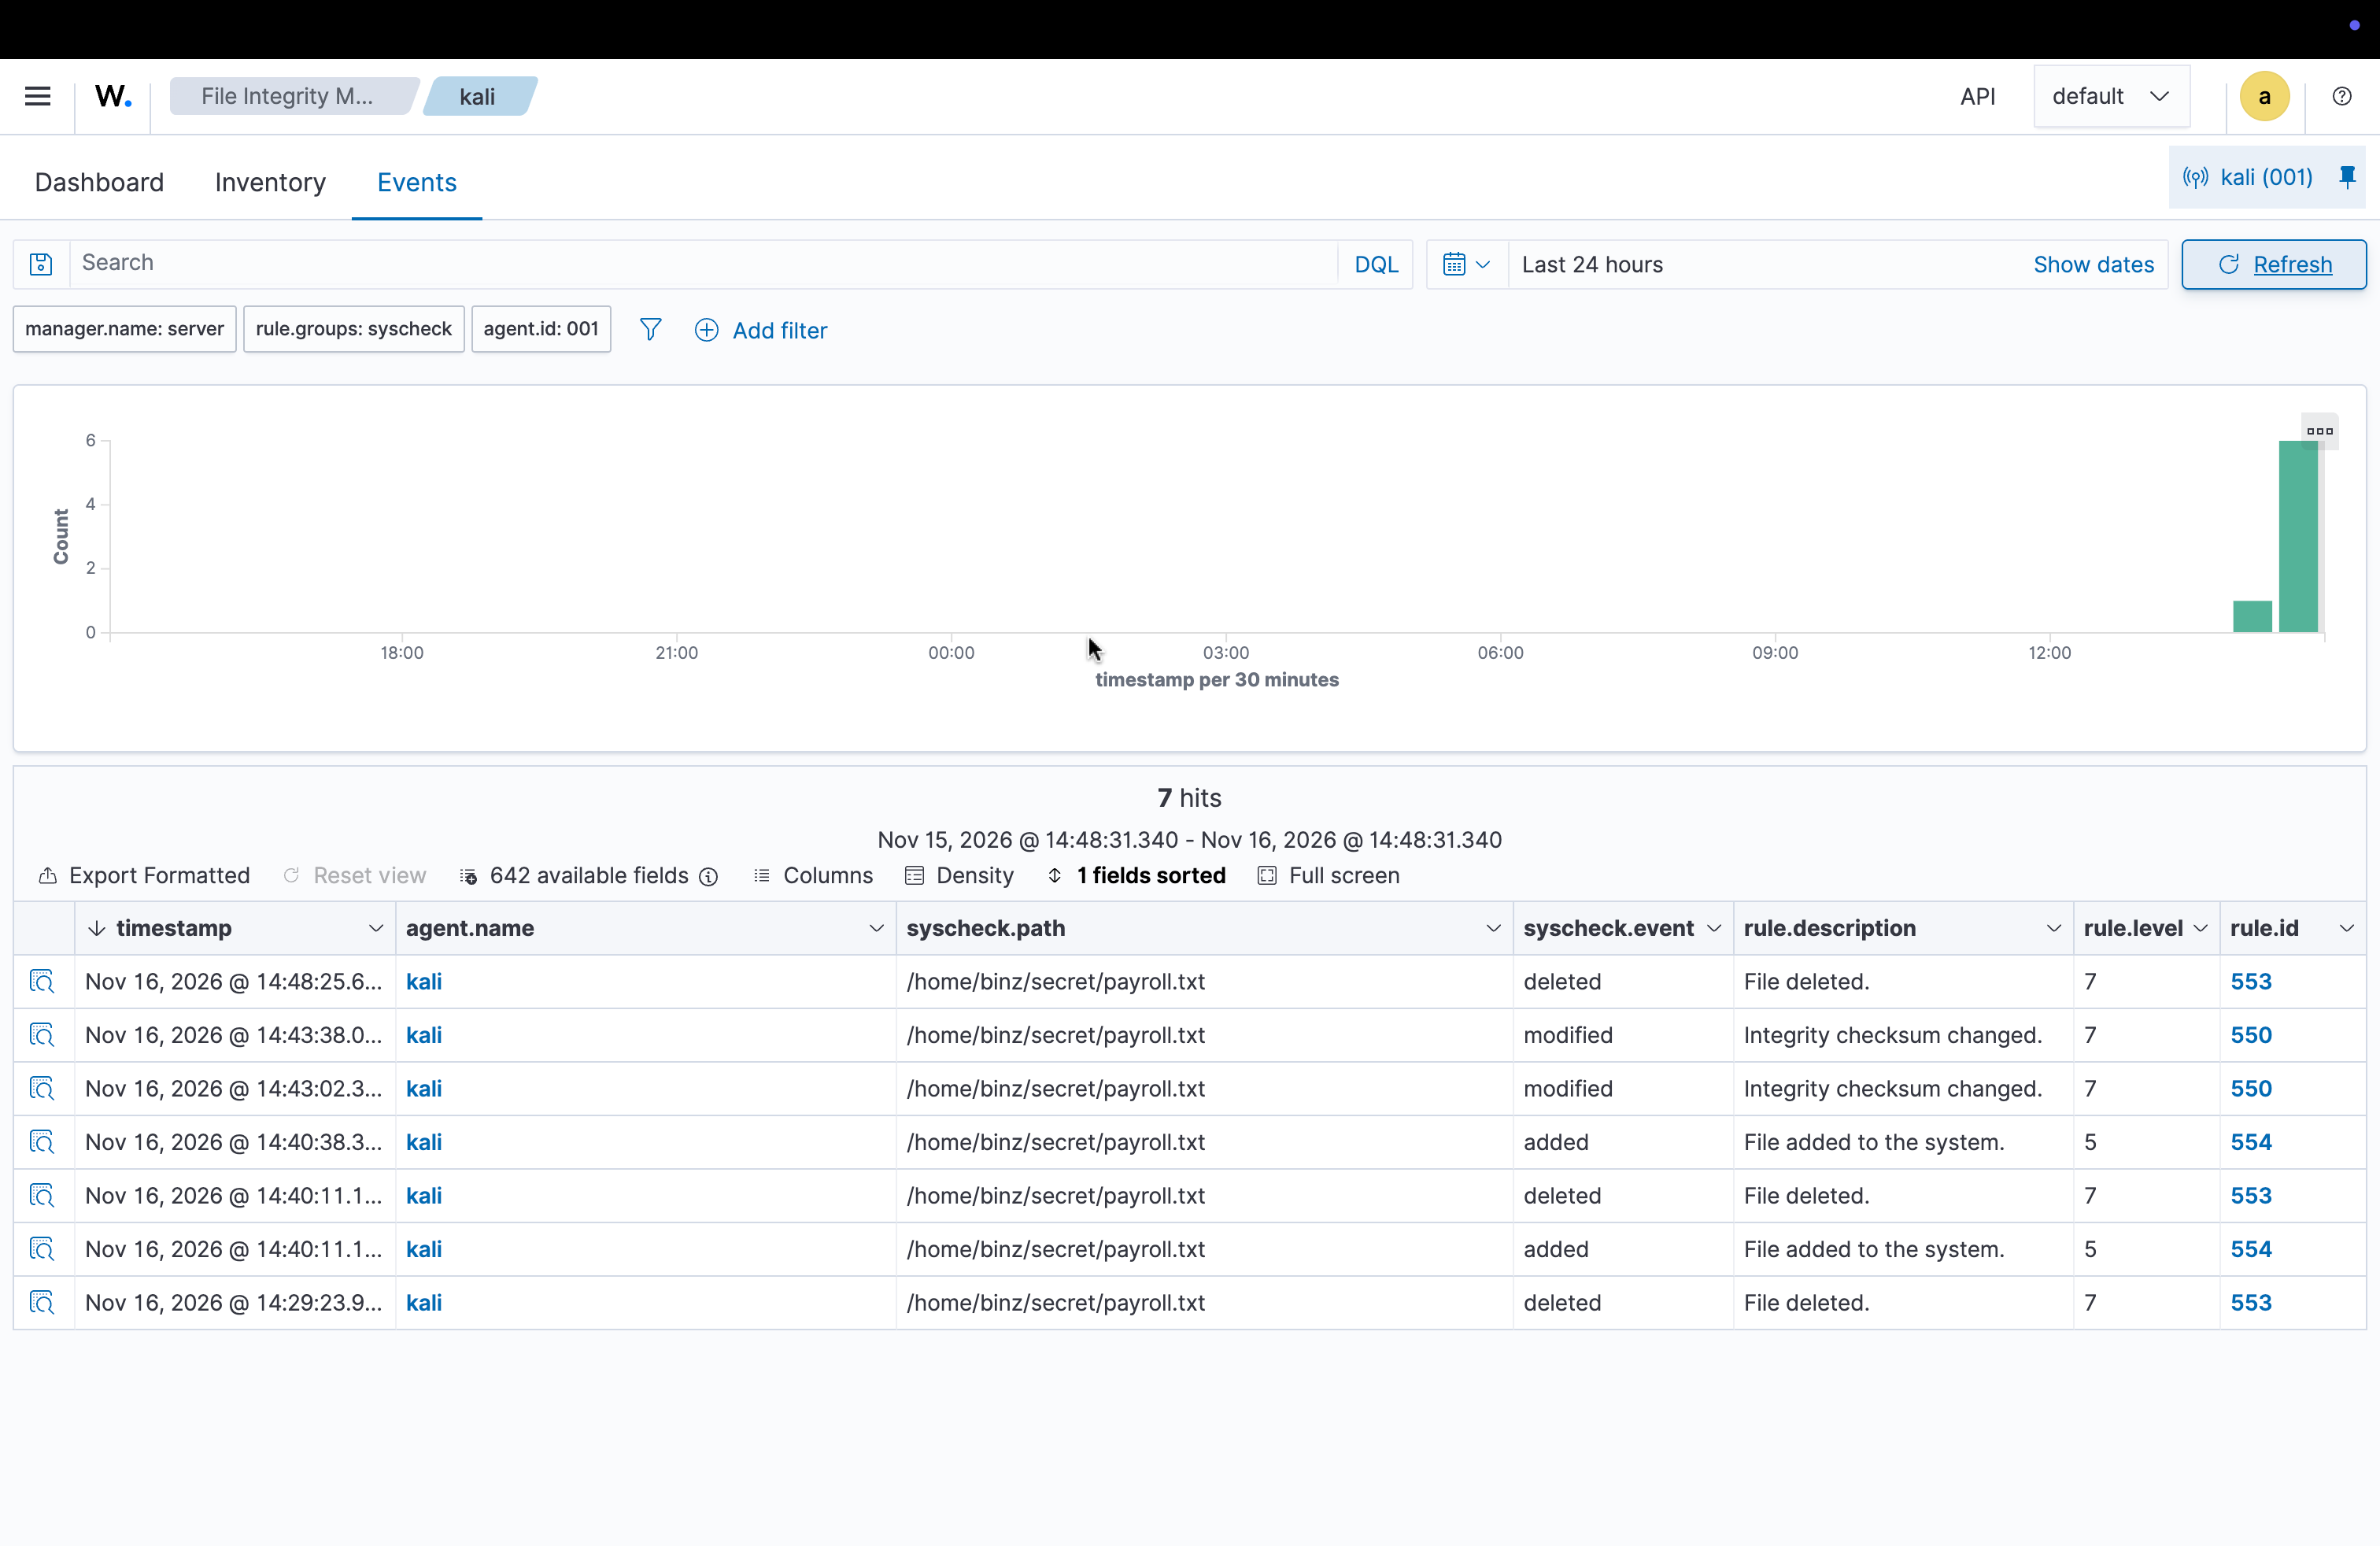 W. File Integrity M... kali API default a
Dashboard Inventory Events kali (001)
Search DQL Last 24 hours Show dates Refresh
manager.name: server rule.groups: syscheck agent.id: 001 Add filter
6
4
2
0
Count
18:00 21:00 00:00 03:00 06:00 09:00 12:00
timestamp per 30 minutes
7 hits
Nov 15, 2026 @ 14:48:31.340 - Nov 16, 2026 @ 14:48:31.340
Export Formatted Reset view 642 available fields Columns Density 1 fields sorted Full screen
timestamp agent.name syscheck.path syscheck.event rule.description rule.level rule.id
Nov 16, 2026 @ 14:48:25.6... kali /home/binz/secret/payroll.txt deleted File deleted. 7 553
Nov 16, 2026 @ 14:43:38.0... kali /home/binz/secret/payroll.txt modified Integrity checksum changed. 7 550
Nov 16, 2026 @ 14:43:02.3... kali /home/binz/secret/payroll.txt modified Integrity checksum changed. 7 550
Nov 16, 2026 @ 14:40:38.3... kali /home/binz/secret/payroll.txt added File added to the system. 5 554
Nov 16, 2026 @ 14:40:11.1... kali /home/binz/secret/payroll.txt deleted File deleted. 7 553
Nov 16, 2026 @ 14:40:11.1... kali /home/binz/secret/payroll.txt added File added to the system. 5 554
Nov 16, 2026 @ 14:29:23.9... kali /home/binz/secret/payroll.txt deleted File deleted. 7 553